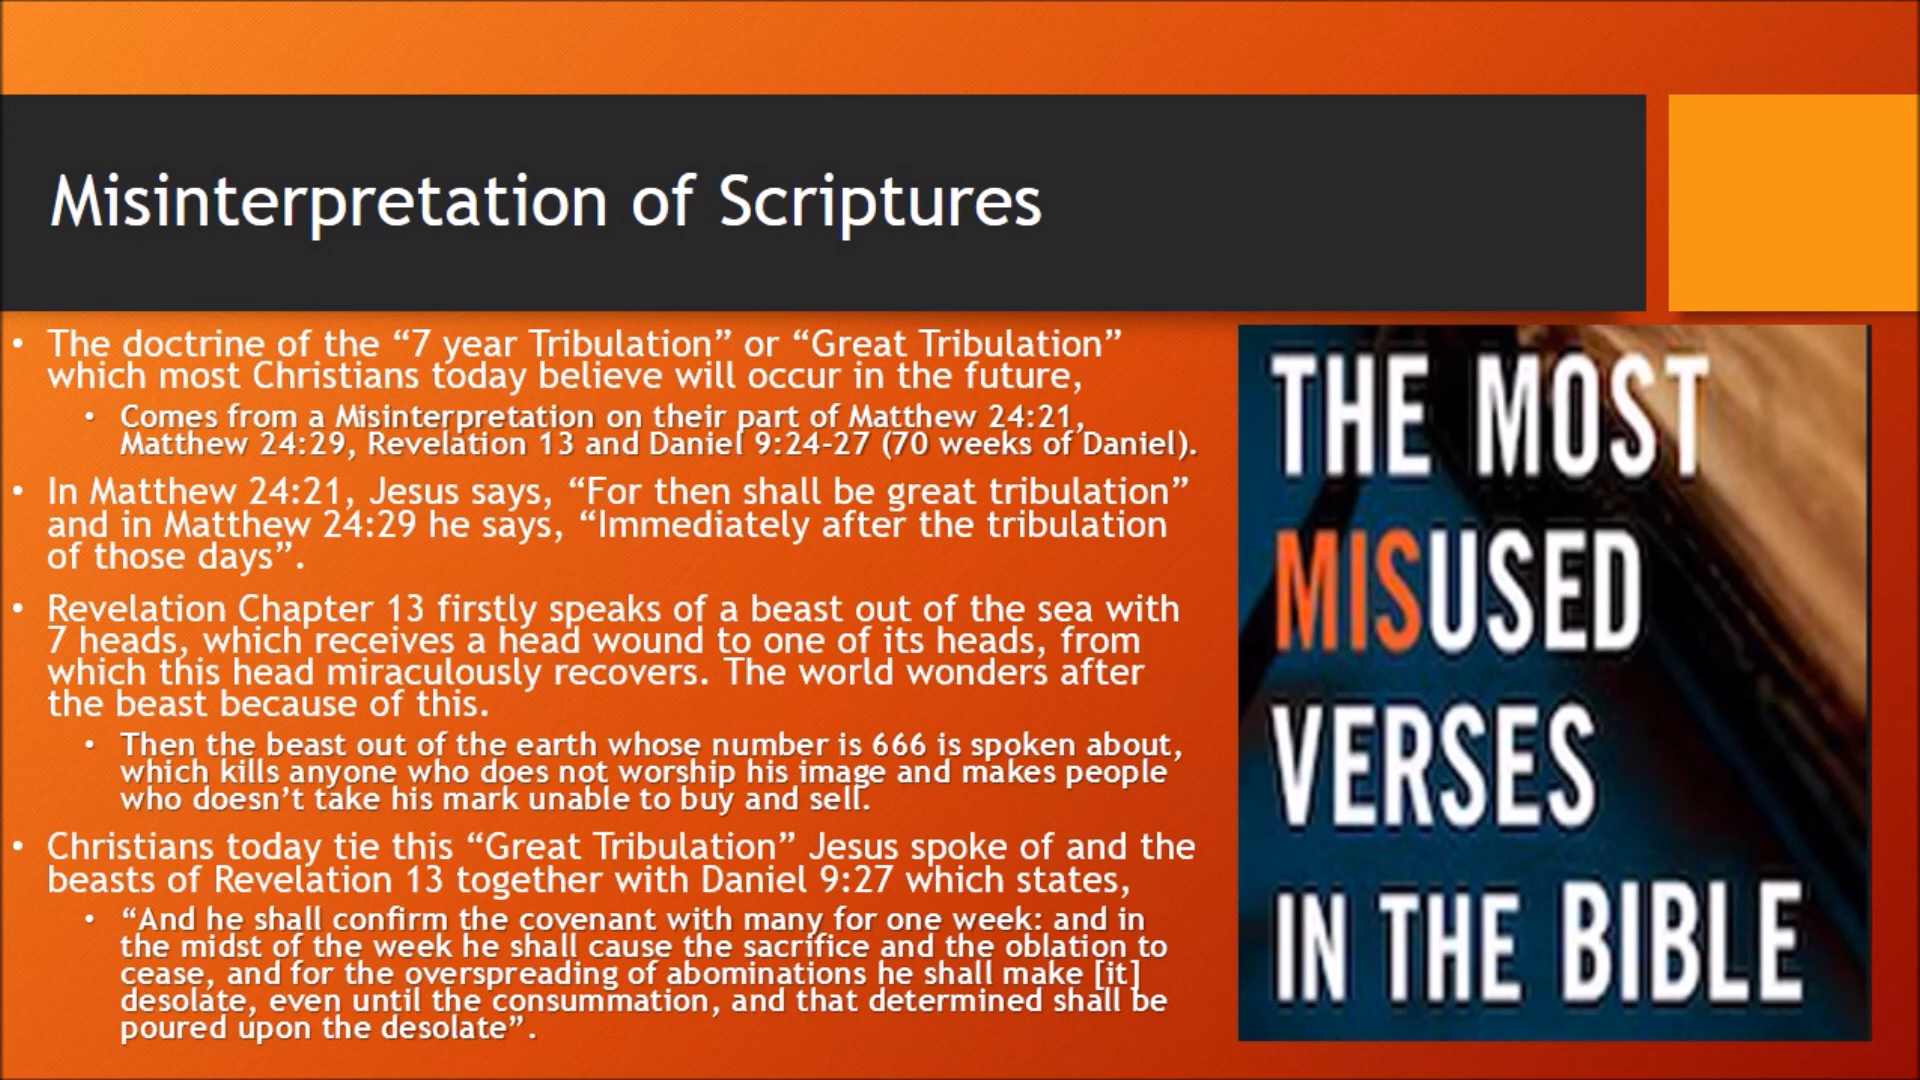 Misinterpretation of Scriptures
• The doctrine of the “7 year Tribulation” or “Great Tribulation”
which most Christians today believe will occur in the future,
• Comes from a Misinterpretation on their part of Matthew 24:21,
Matthew 24:29, Revelation 13 and Daniel 9:24-27 (70 weeks of Daniel).
• In Matthew 24:21, Jesus says, “For then shall be great tribulation”
and in Matthew 24:29 he says, “Immediately after the tribulation
of those days”.
• Revelation Chapter 13 firstly speaks of a beast out of the sea with
7 heads, which receives a head wound to one of its heads, from
which this head miraculously recovers. The world wonders after
the beast because of this.
• Then the beast out of the earth whose number is 666 is spoken about,
which kills anyone who does not worship his image and makes people
who doesn’t take his mark unable to buy and sell.
• Christians today tie this “Great Tribulation” Jesus spoke of and the
beasts of Revelation 13 together with Daniel 9:27 which states,
• “And he shall confirm the covenant with many for one week: and in
the midst of the week he shall cause the sacrifice and the oblation to
cease, and for the overspreading of abominations he shall make [it]
desolate, even until the consummation, and that determined shall be
poured upon the desolate”.
THE MOST
MISUSED
VERSES
IN THE BIBLE